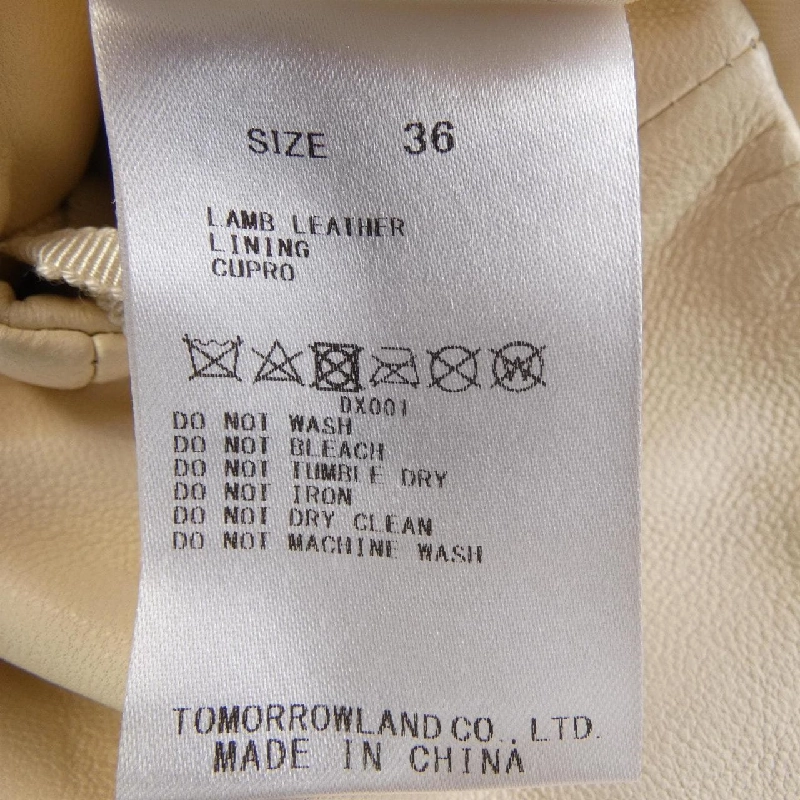 SIZE 36
LAMB LEATHER
LINING
CUPRO
W
DX001
DO NOT WASH
DO NOT BLEACH
DO NOT TUMBLE DRY
DO NOT IRON
DO NOT DRY CLEAN
DO NOT MACHINE WASH
TOMORROWLAND CO., LTD.
MADE IN CHINA